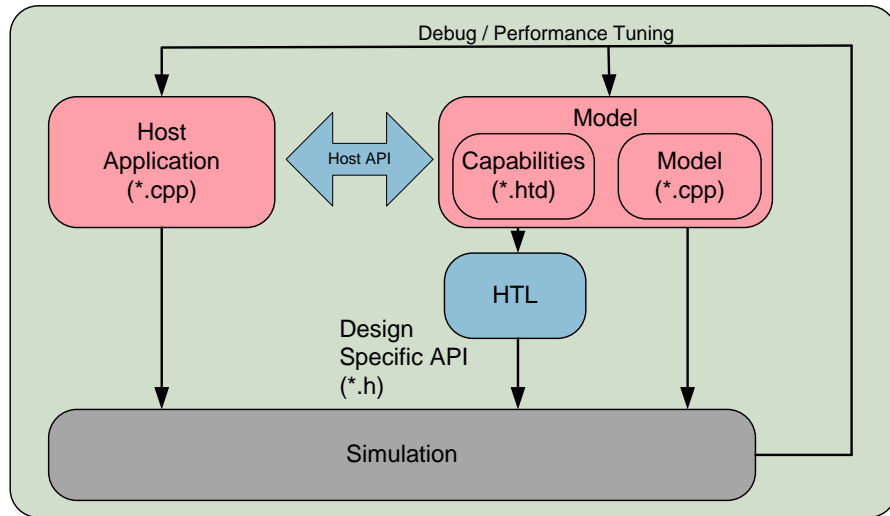 Debug / Performance Tuning
Host
Application
(*.cpp)
Host API
Model
Capabilities
(*.htd)
Model
(*.cpp)
HTL
Design
Specific API
(*.h)
Simulation